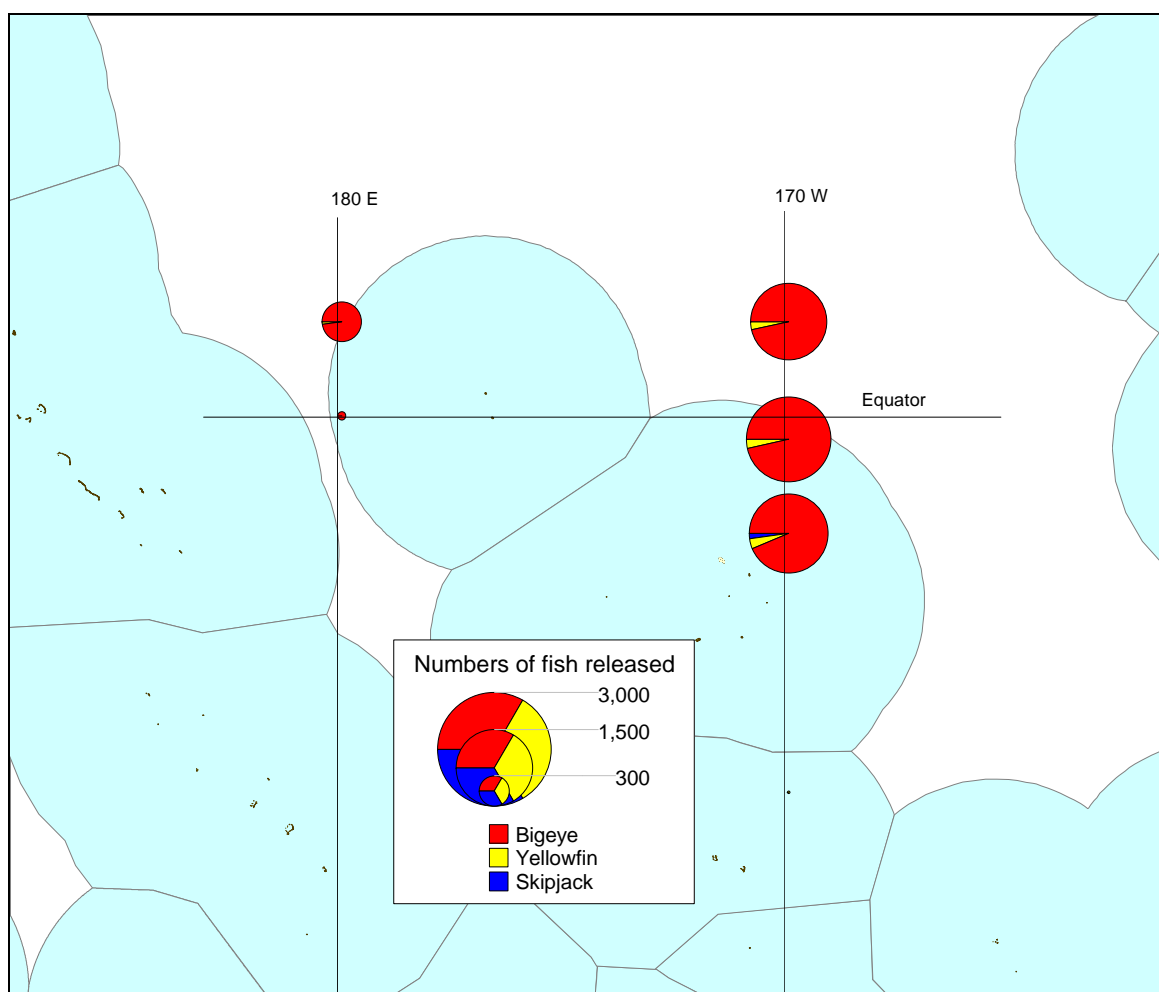 180 E
170 W
Equator
Numbers of fish released
3,000
1,500
300
Bigeye
Yellowfin
Skipjack